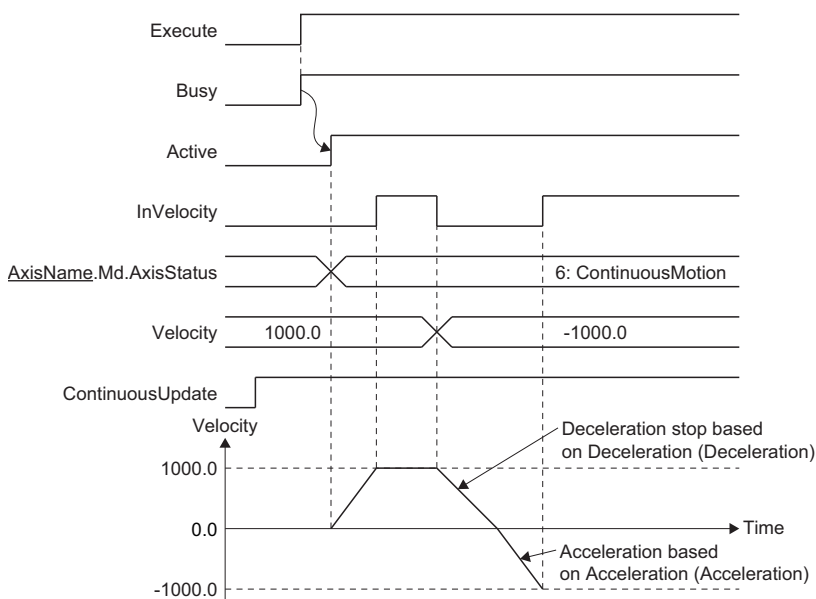 Execute
Busy
Active
InVelocity
AxisName.Md.AxisStatus
6: ContinuousMotion
Velocity
1000.0
-1000.0
ContinuousUpdate
Velocity
Deceleration stop based
on Deceleration (Deceleration)
1000.0
0.0
Time
Acceleration based
on Acceleration (Acceleration)
-1000.0